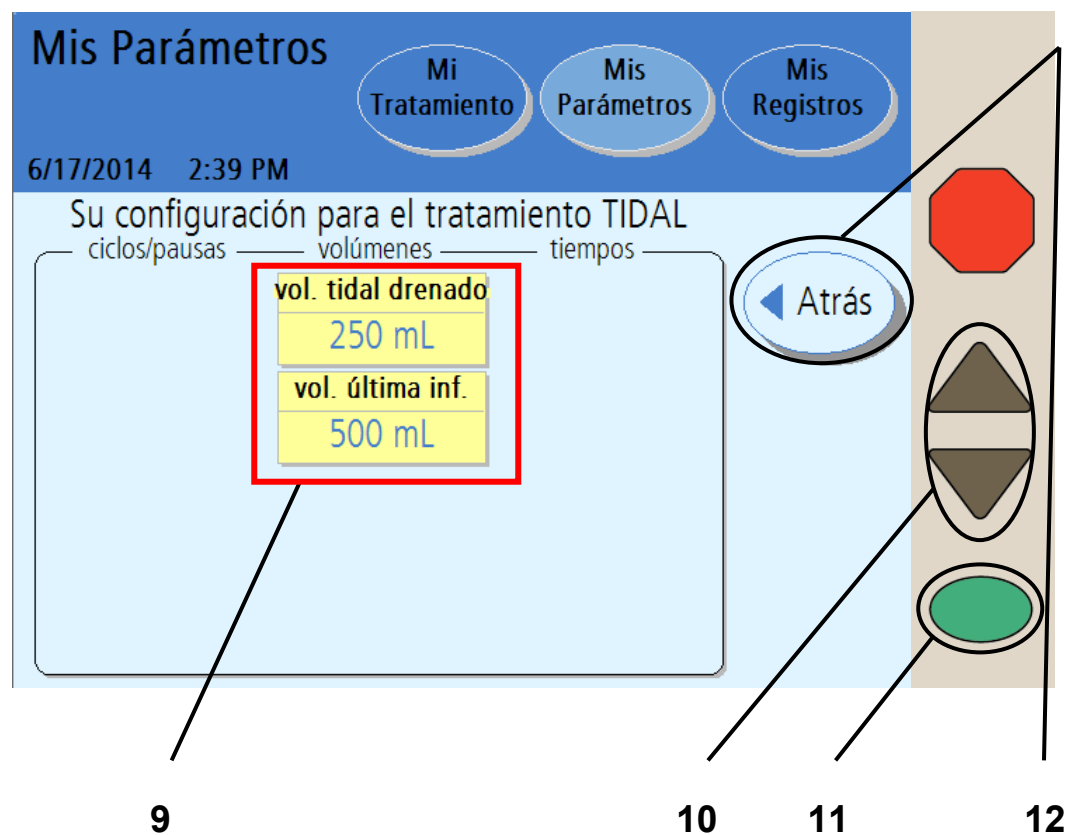 Mis Parámetros
Mi
Tratamiento
Mis
Parámetros
Mis
Registros
6/17/2014 2:39 PM
Su configuración para el tratamiento TIDAL
ciclos/pausas volúmenes tiempos
vol. tidal drenado
250 mL
vol. última inf.
500 mL
Atrás
9 10 11 12